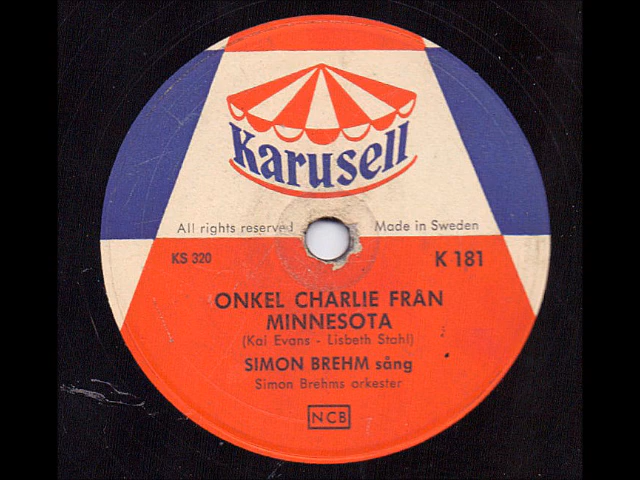 Karusell
All rights reserved Made in Sweden
KS 320 K 181
ONKEL CHARLIE FRÅN
MINNESOTA
(Kai Evans - Lisbeth Stahl)
SIMON BREHM sång
Simon Brehms orkester
NCB